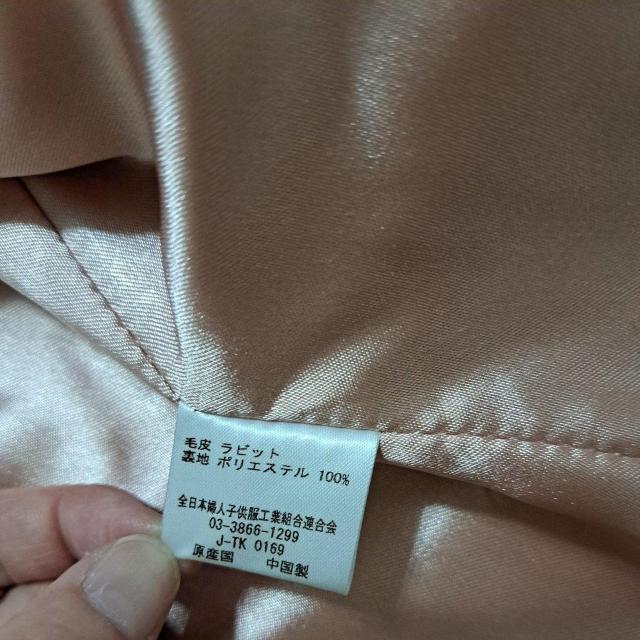 毛皮 ラビット
裏地 ポリエステル 100%
全日本婦人子供服工業組合連合会
03-3866-1299
J-TK 0169
原産国 中国製